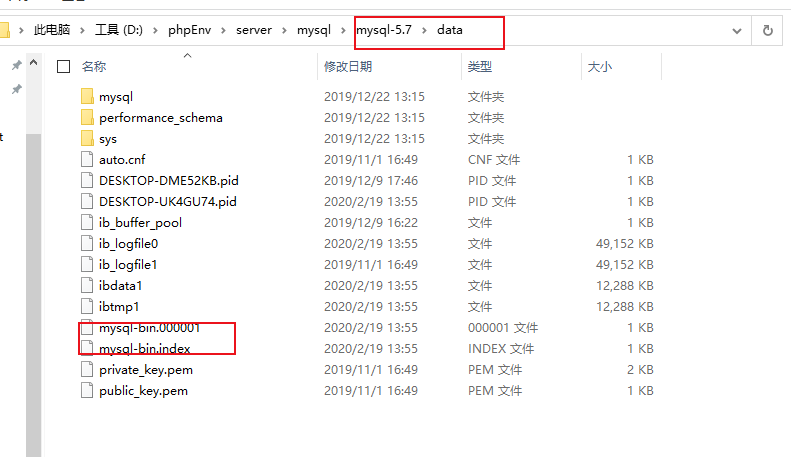 此电脑 > 工具 (D:) > phpEnv > server > mysql > mysql-5.7 > data
名称 修改日期 类型 大小
mysql 2019/12/22 13:15 文件夹
performance_schema 2019/12/22 13:15 文件夹
t sys 2019/12/22 13:15 文件夹
auto.cnf 2019/11/1 16:49 CNF 文件 1 KB
DESKTOP-DME52KB.pid 2019/12/9 17:46 PID 文件 1 KB
DESKTOP-UK4GU74.pid 2020/2/19 13:55 PID 文件 1 KB
ib_buffer_pool 2019/12/9 16:22 文件 1 KB
ib_logfile0 2020/2/19 13:55 文件 49,152 KB
ib_logfile1 2019/11/1 16:49 文件 49,152 KB
ibdata1 2020/2/19 13:55 文件 12,288 KB
ibtmp1 2020/2/19 13:55 文件 12,288 KB
mysql-bin.000001 2020/2/19 13:55 000001 文件 1 KB
mysql-bin.index 2020/2/19 13:55 INDEX 文件 1 KB
private_key.pem 2019/11/1 16:49 PEM 文件 2 KB
public_key.pem 2019/11/1 16:49 PEM 文件 1 KB